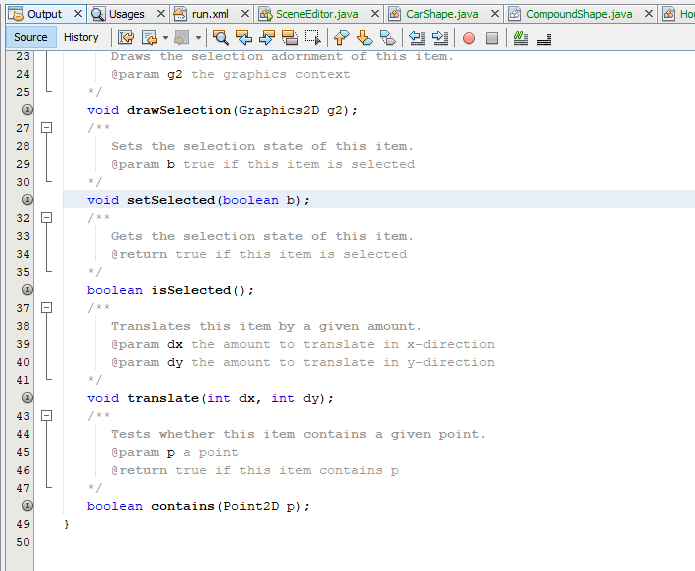 Output Usages run.xml SceneEditor.java CarShape.java CompoundShape.java Hou
Source History
23 Draws the selection adornment of this item.
24 @param g2 the graphics context
25 */
void drawSelection(Graphics2D g2);
27 /**
28 Sets the selection state of this item.
29 @param b true if this item is selected
30 */
void setSelected(boolean b);
32 /**
33 Gets the selection state of this item.
34 @return true if this item is selected
35 */
boolean isSelected();
37 /**
38 Translates this item by a given amount.
39 @param dx the amount to translate in x-direction
40 @param dy the amount to translate in y-direction
41 */
void translate(int dx, int dy);
43 /**
44 Tests whether this item contains a given point.
45 @param p a point
46 @return true if this item contains p
47 */
boolean contains(Point2D p);
49 }
50